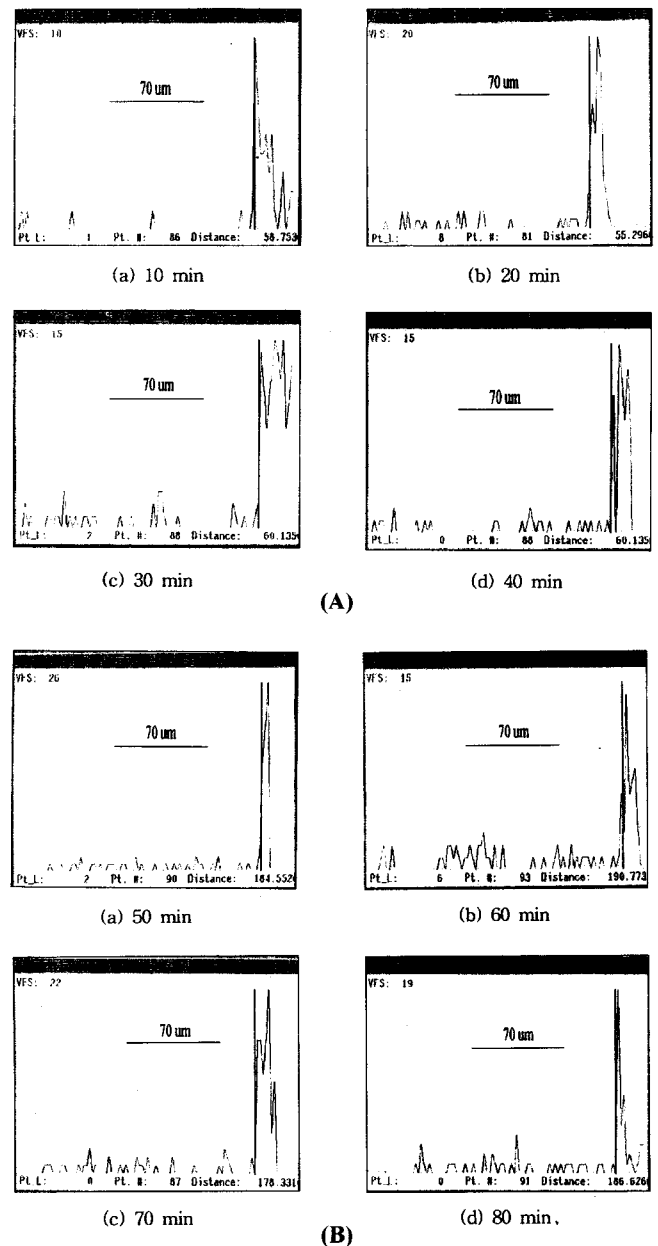 VFS: 10
70 um
Pt_L: 1 Pt. #: 86 Distance: 58.753
(a) 10 min
VFS: 20
70 um
Pt_L: 8 Pt. #: 81 Distance: 55.296
(b) 20 min
VFS: 15
70 um
Pt_L: 2 Pt. #: 88 Distance: 60.135
(c) 30 min
VFS: 15
70 um
Pt_L: 0 Pt. #: 88 Distance: 60.135
(d) 40 min
(A)
VFS: 26
70 um
Pt_L: 2 Pt. #: 90 Distance: 184.552
(a) 50 min
VFS: 15
70 um
Pt_L: 6 Pt. #: 93 Distance: 190.773
(b) 60 min
VFS: 22
70 um
Pt_L: 0 Pt. #: 87 Distance: 178.331
(c) 70 min
VFS: 19
70 um
Pt_L: 0 Pt. #: 91 Distance: 186.626
(d) 80 min.
(B)